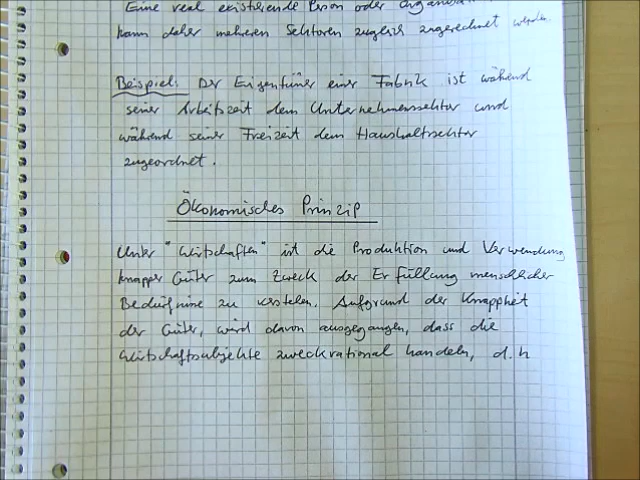 Eine real existierende Person oder Organisa
kann daher mehreren Sektoren zugleich zugerechnet werden.
Beispiel: Der Eigentümer einer Fabrik ist während
seiner Arbeitszeit dem Unternehmenssektor und
während seiner Freizeit dem Haushaltssektor
zugeordnet.
Ökonomisches Prinzip
Unter "Wirtschaften" ist die Produktion und Verwendung
knapper Güter zum Zweck der Erfüllung menschlicher
Bedürfnisse zu verstehen. Aufgrund der Knappheit
der Güter, wird davon ausgegangen, dass die
Wirtschaftssubjekte zweckrational handeln, d.h